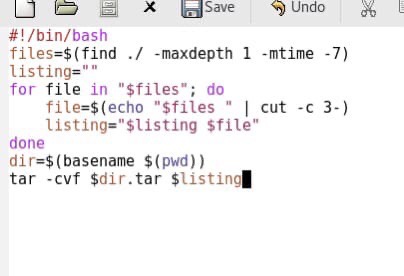 Save Undo
#!/bin/bash
files=$(find ./ -maxdepth 1 -mtime -7)
listing=""
for file in "$files"; do
    file=$(echo "$files " | cut -c 3-)
    listing="$listing $file"
done
dir=$(basename $(pwd))
tar -cvf $dir.tar $listing